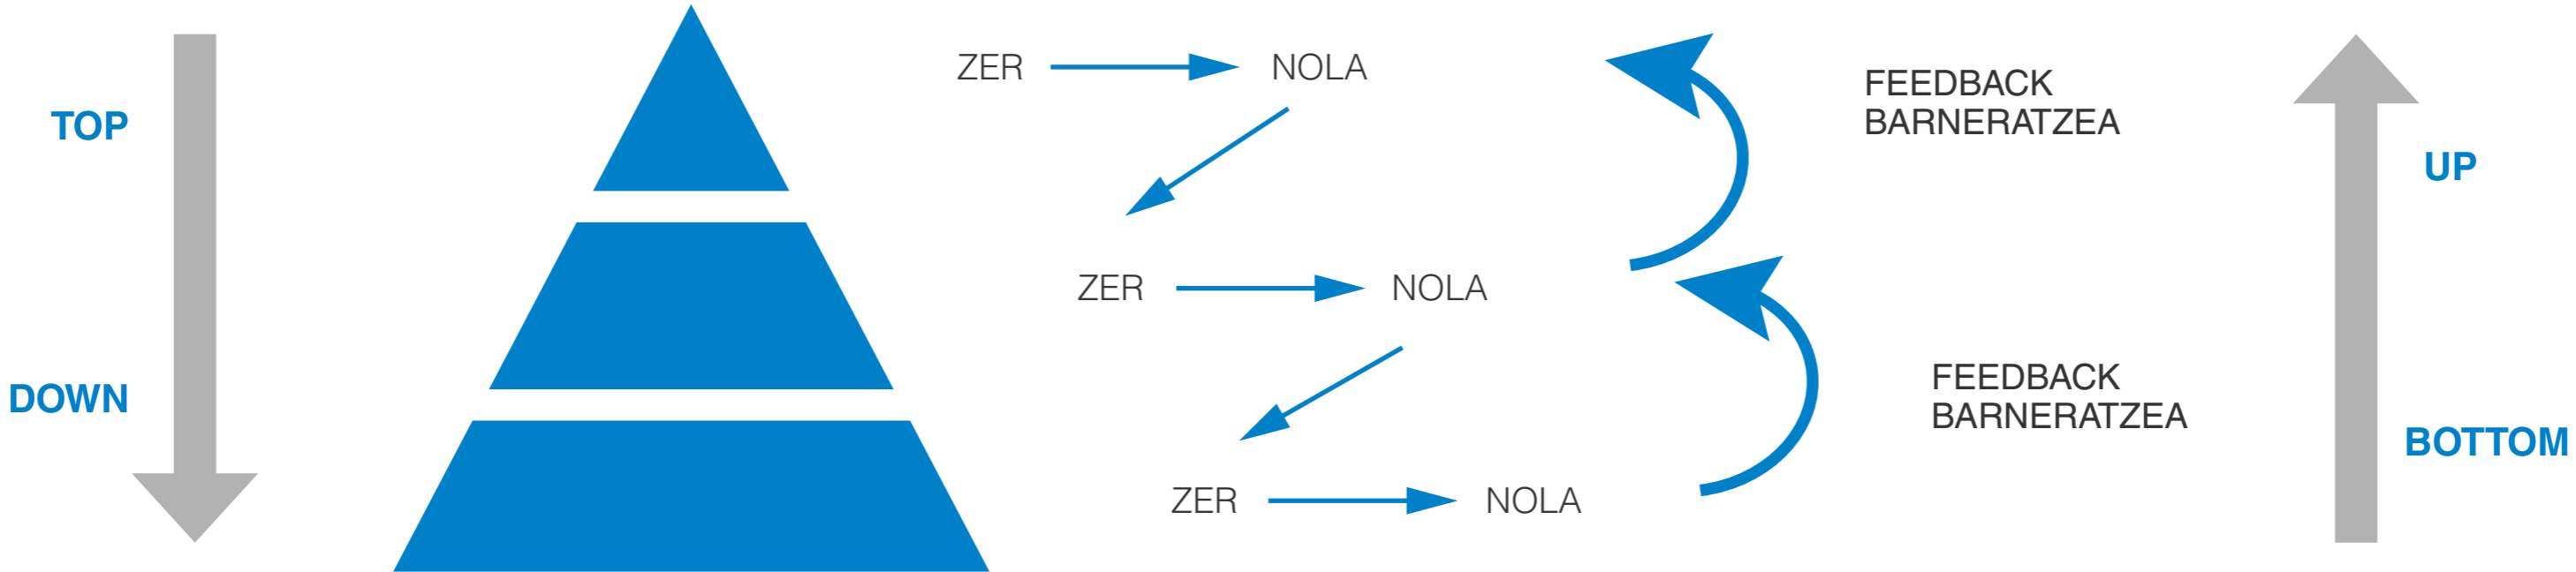 TOP
DOWN
ZER
NOLA
ZER
NOLA
ZER
NOLA
FEEDBACK
BARNERATZEA
FEEDBACK
BARNERATZEA
UP
BOTTOM